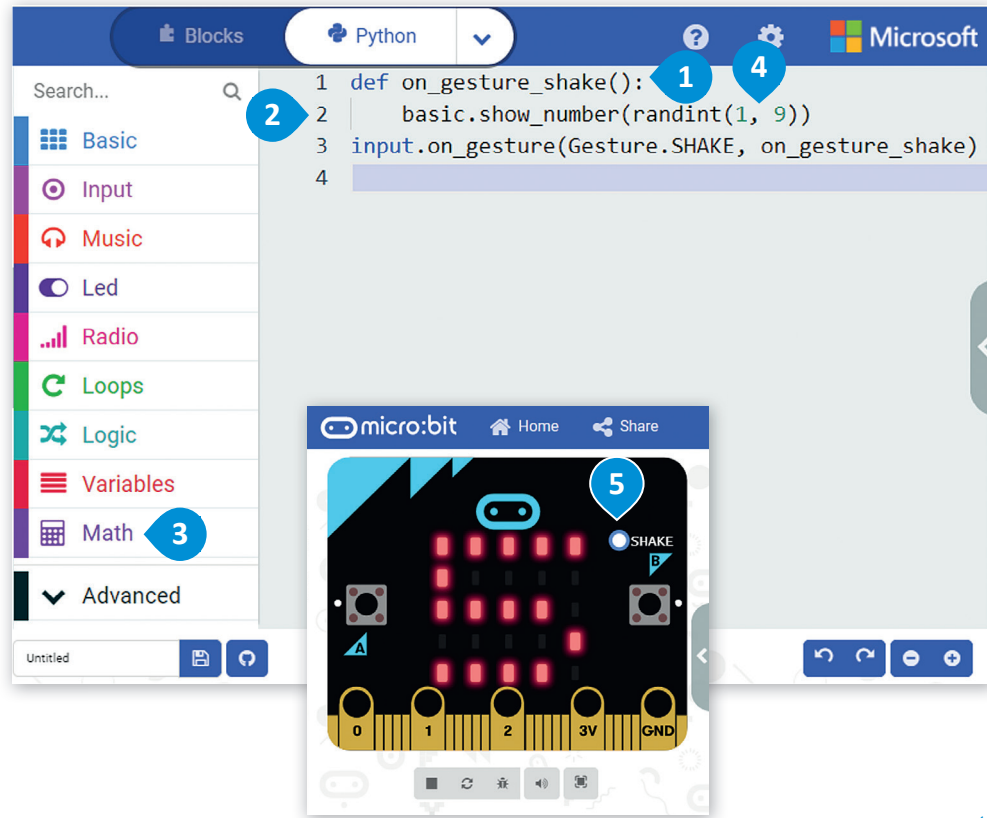 Blocks
Python
Microsoft
Search...
Basic
Input
Music
Led
Radio
Loops
Logic
Variables
Math
Advanced
Untitled
1 def on_gesture_shake():
2 basic.show_number(randint(1, 9))
3 input.on_gesture(Gesture.SHAKE, on_gesture_shake)
4
1
4
2
3
micro:bit Home Share
5
SHAKE
B
A
0 1 2 3V GND